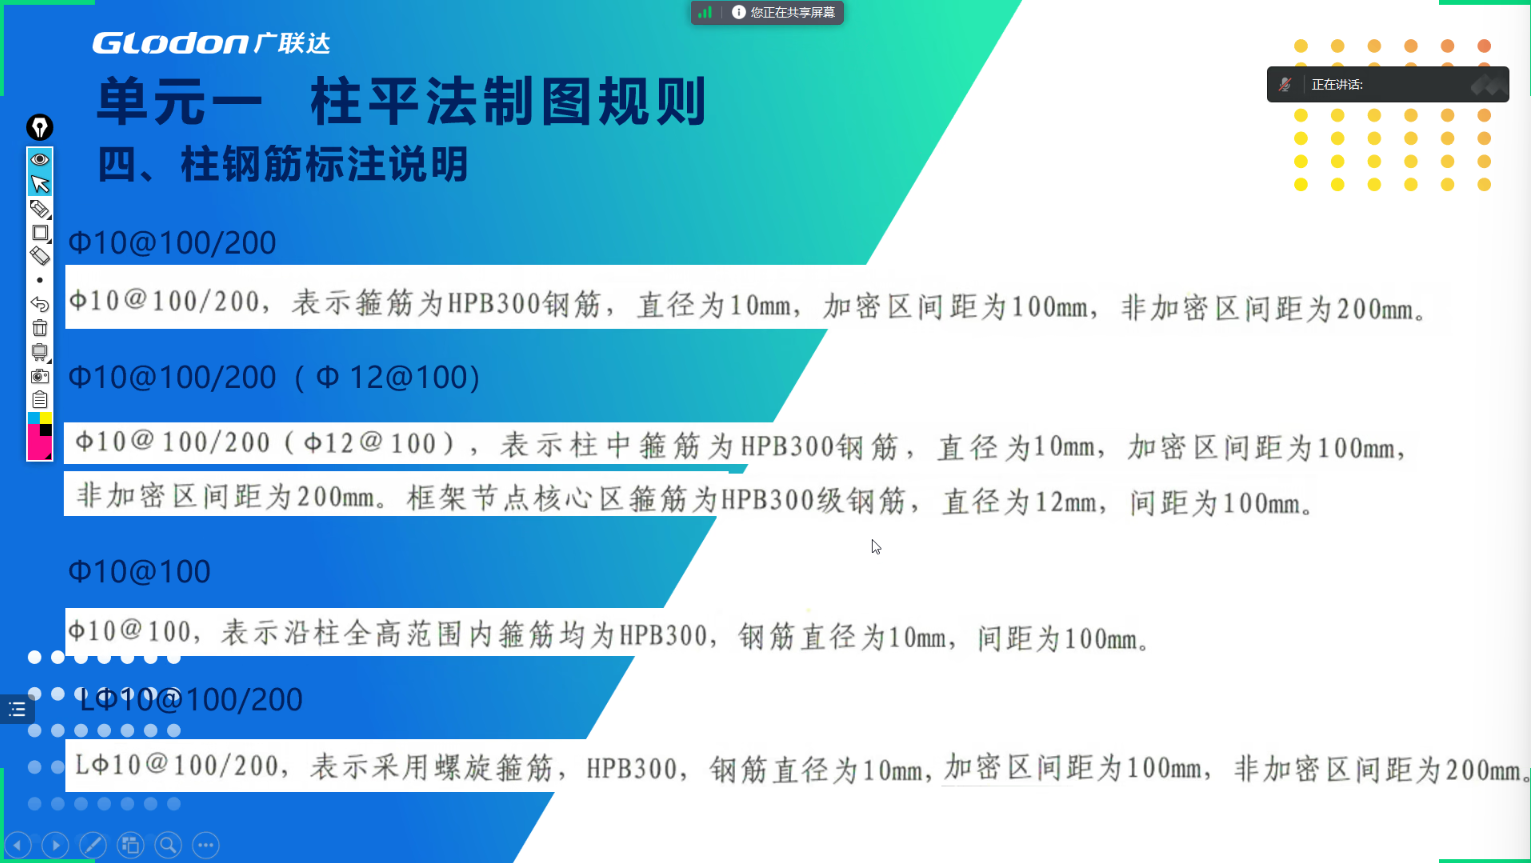 您正在共享屏幕
GLodon广联达
正在讲话:
单元一 柱平法制图规则
四、柱钢筋标注说明
Φ10@100/200
Φ10@100/200，表示箍筋为HPB300钢筋，直径为10mm，加密区间距为100mm，非加密区间距为200mm。
Φ10@100/200（Φ 12@100）
Φ10@100/200（Φ12@100），表示柱中箍筋为HPB300钢筋，直径为10mm，加密区间距为100mm，
非加密区间距为200mm。框架节点核心区箍筋为HPB300级钢筋，直径为12mm，间距为100mm。
Φ10@100
Φ10@100，表示沿柱全高范围内箍筋均为HPB300，钢筋直径为10mm，间距为100mm。
LΦ10@100/200
LΦ10@100/200，表示采用螺旋箍筋，HPB300，钢筋直径为10mm，加密区间距为100mm，非加密区间距为200mm。